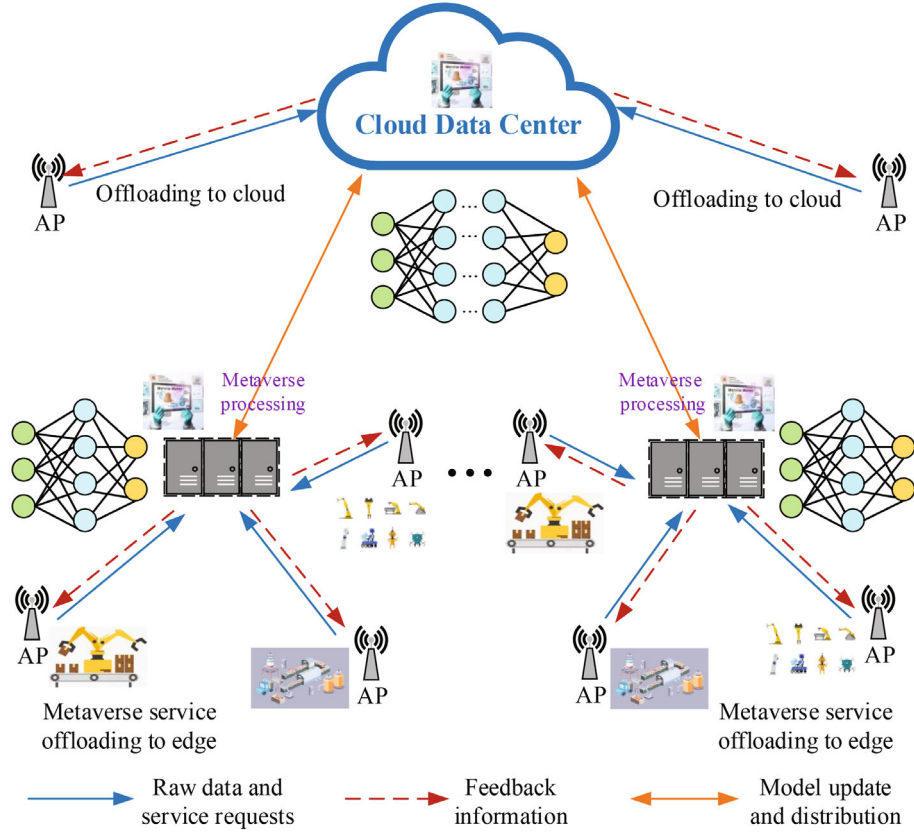 Cloud Data Center
Offloading to cloud
AP
Offloading to cloud
AP
Metaverse
processing
Metaverse
processing
AP
AP
AP
AP
AP
AP
Metaverse service
offloading to edge
Metaverse service
offloading to edge
Raw data and
service requests
Feedback
information
Model update
and distribution